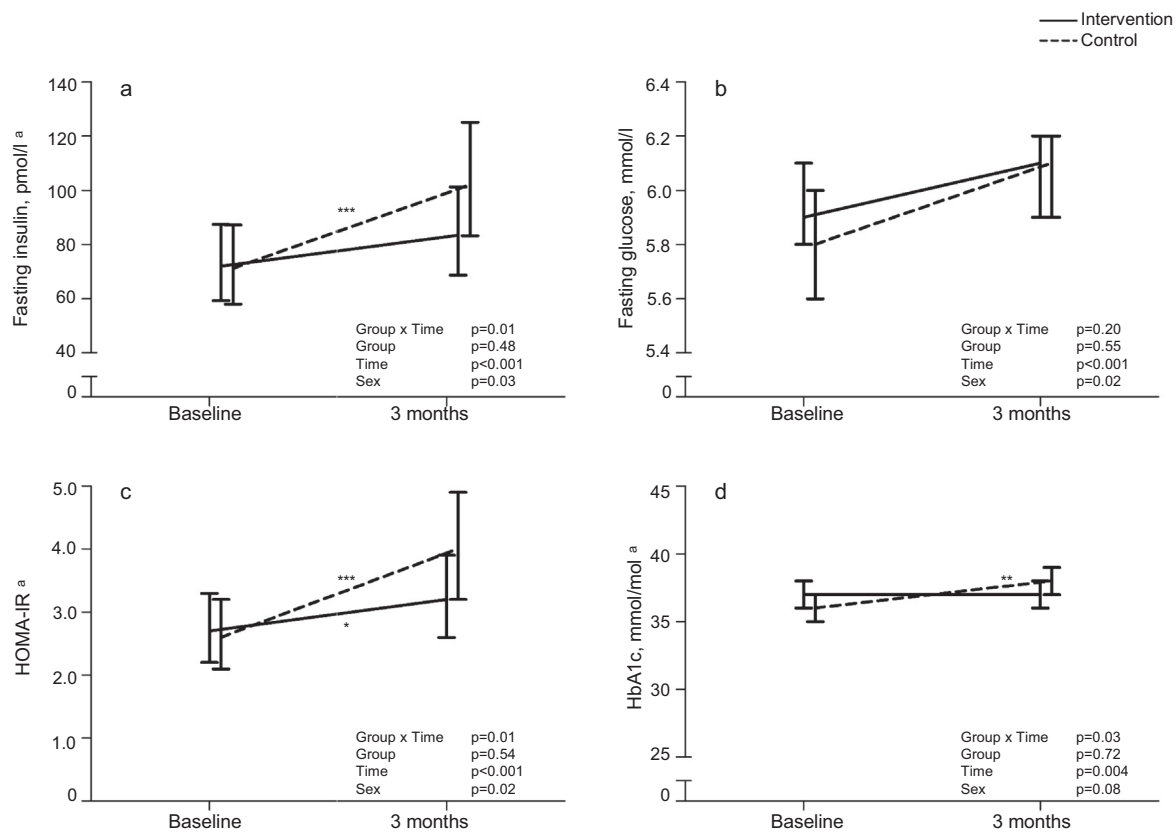 Intervention
Control
a
Fasting insulin, pmol/l a
140
120
100
80
60
40
0
***
Group x Time p=0.01
Group p=0.48
Time p<0.001
Sex p=0.03
Baseline 3 months
b
Fasting glucose, mmol/l
6.4
6.2
6.0
5.8
5.6
5.4
0
Group x Time p=0.20
Group p=0.55
Time p<0.001
Sex p=0.02
Baseline 3 months
c
HOMA-IR a
5.0
4.0
3.0
2.0
1.0
0
***
*
Group x Time p=0.01
Group p=0.54
Time p<0.001
Sex p=0.02
Baseline 3 months
d
HbA1c, mmol/mol a
45
40
35
30
25
0
**
Group x Time p=0.03
Group p=0.72
Time p=0.004
Sex p=0.08
Baseline 3 months